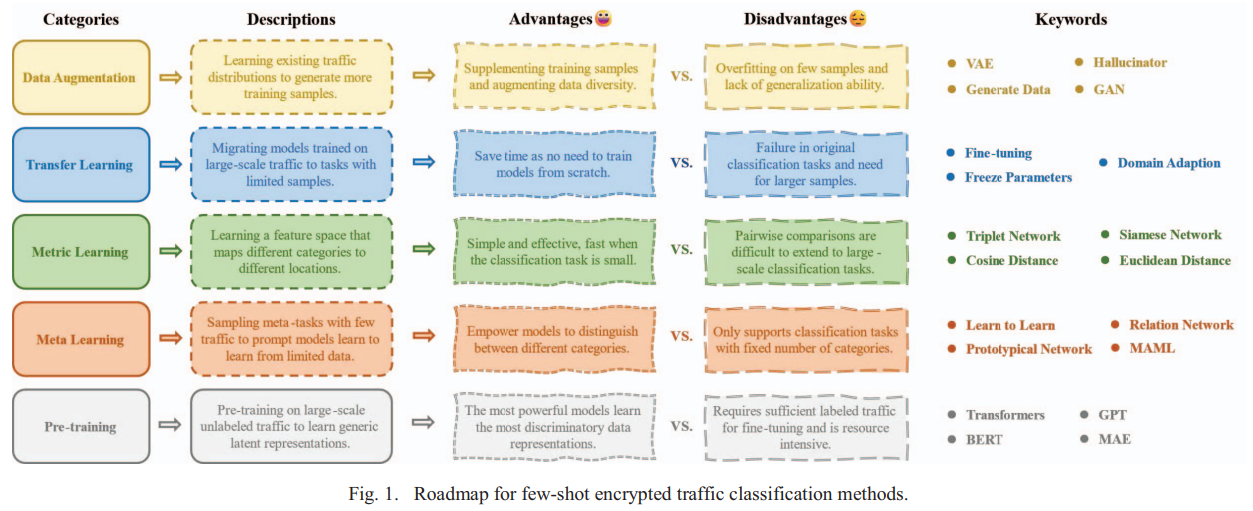 Categories
Descriptions
Advantages
Disadvantages
Keywords
Data Augmentation
Learning existing traffic
distributions to generate more
training samples.
Supplementing training samples
and augmenting data diversity.
VS.
Overfitting on few samples and
lack of generalization ability.
VAE
Hallucinator
Generate Data
GAN
Transfer Learning
Migrating models trained on
large-scale traffic to tasks with
limited samples.
Save time as no need to train
models from scratch.
VS.
Failure in original
classification tasks and need
for larger samples.
Fine-tuning
Domain Adaption
Freeze Parameters
Metric Learning
Learning a feature space that
maps different categories to
different locations.
Simple and effective, fast when
the classification task is small.
VS.
Pairwise comparisons are
difficult to extend to large -
scale classification tasks.
Triplet Network
Siamese Network
Cosine Distance
Euclidean Distance
Meta Learning
Sampling meta-tasks with few
traffic to prompt models learn to
learn from limited data.
Empower models to distinguish
between different categories.
VS.
Only supports classification tasks
with fixed number of categories.
Learn to Learn
Relation Network
Prototypical Network
MAML
Pre-training
Pre-training on large-scale
unlabeled traffic to learn generic
latent representations.
The most powerful models learn
the most discriminatory data
representations.
VS.
Requires sufficient labeled traffic
for fine-tuning and is resource
intensive.
Transformers
GPT
BERT
MAE
Fig. 1. Roadmap for few-shot encrypted traffic classification methods.